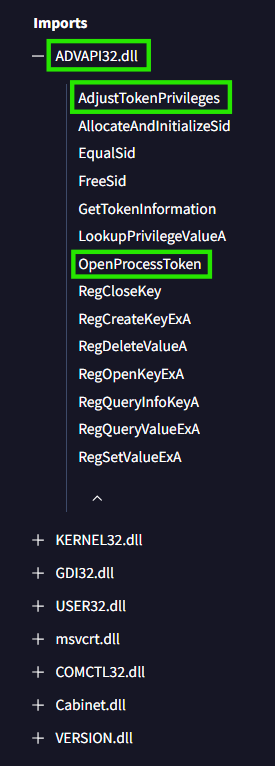 Imports
ADVAPI32.dll
AdjustTokenPrivileges
AllocateAndInitializeSid
EqualSid
FreeSid
GetTokenInformation
LookupPrivilegeValueA
OpenProcessToken
RegCloseKey
RegCreateKeyExA
RegDeleteValueA
RegOpenKeyExA
RegQueryInfoKeyA
RegQueryValueExA
RegSetValueExA
KERNEL32.dll
GDI32.dll
USER32.dll
msvcrt.dll
COMCTL32.dll
Cabinet.dll
VERSION.dll